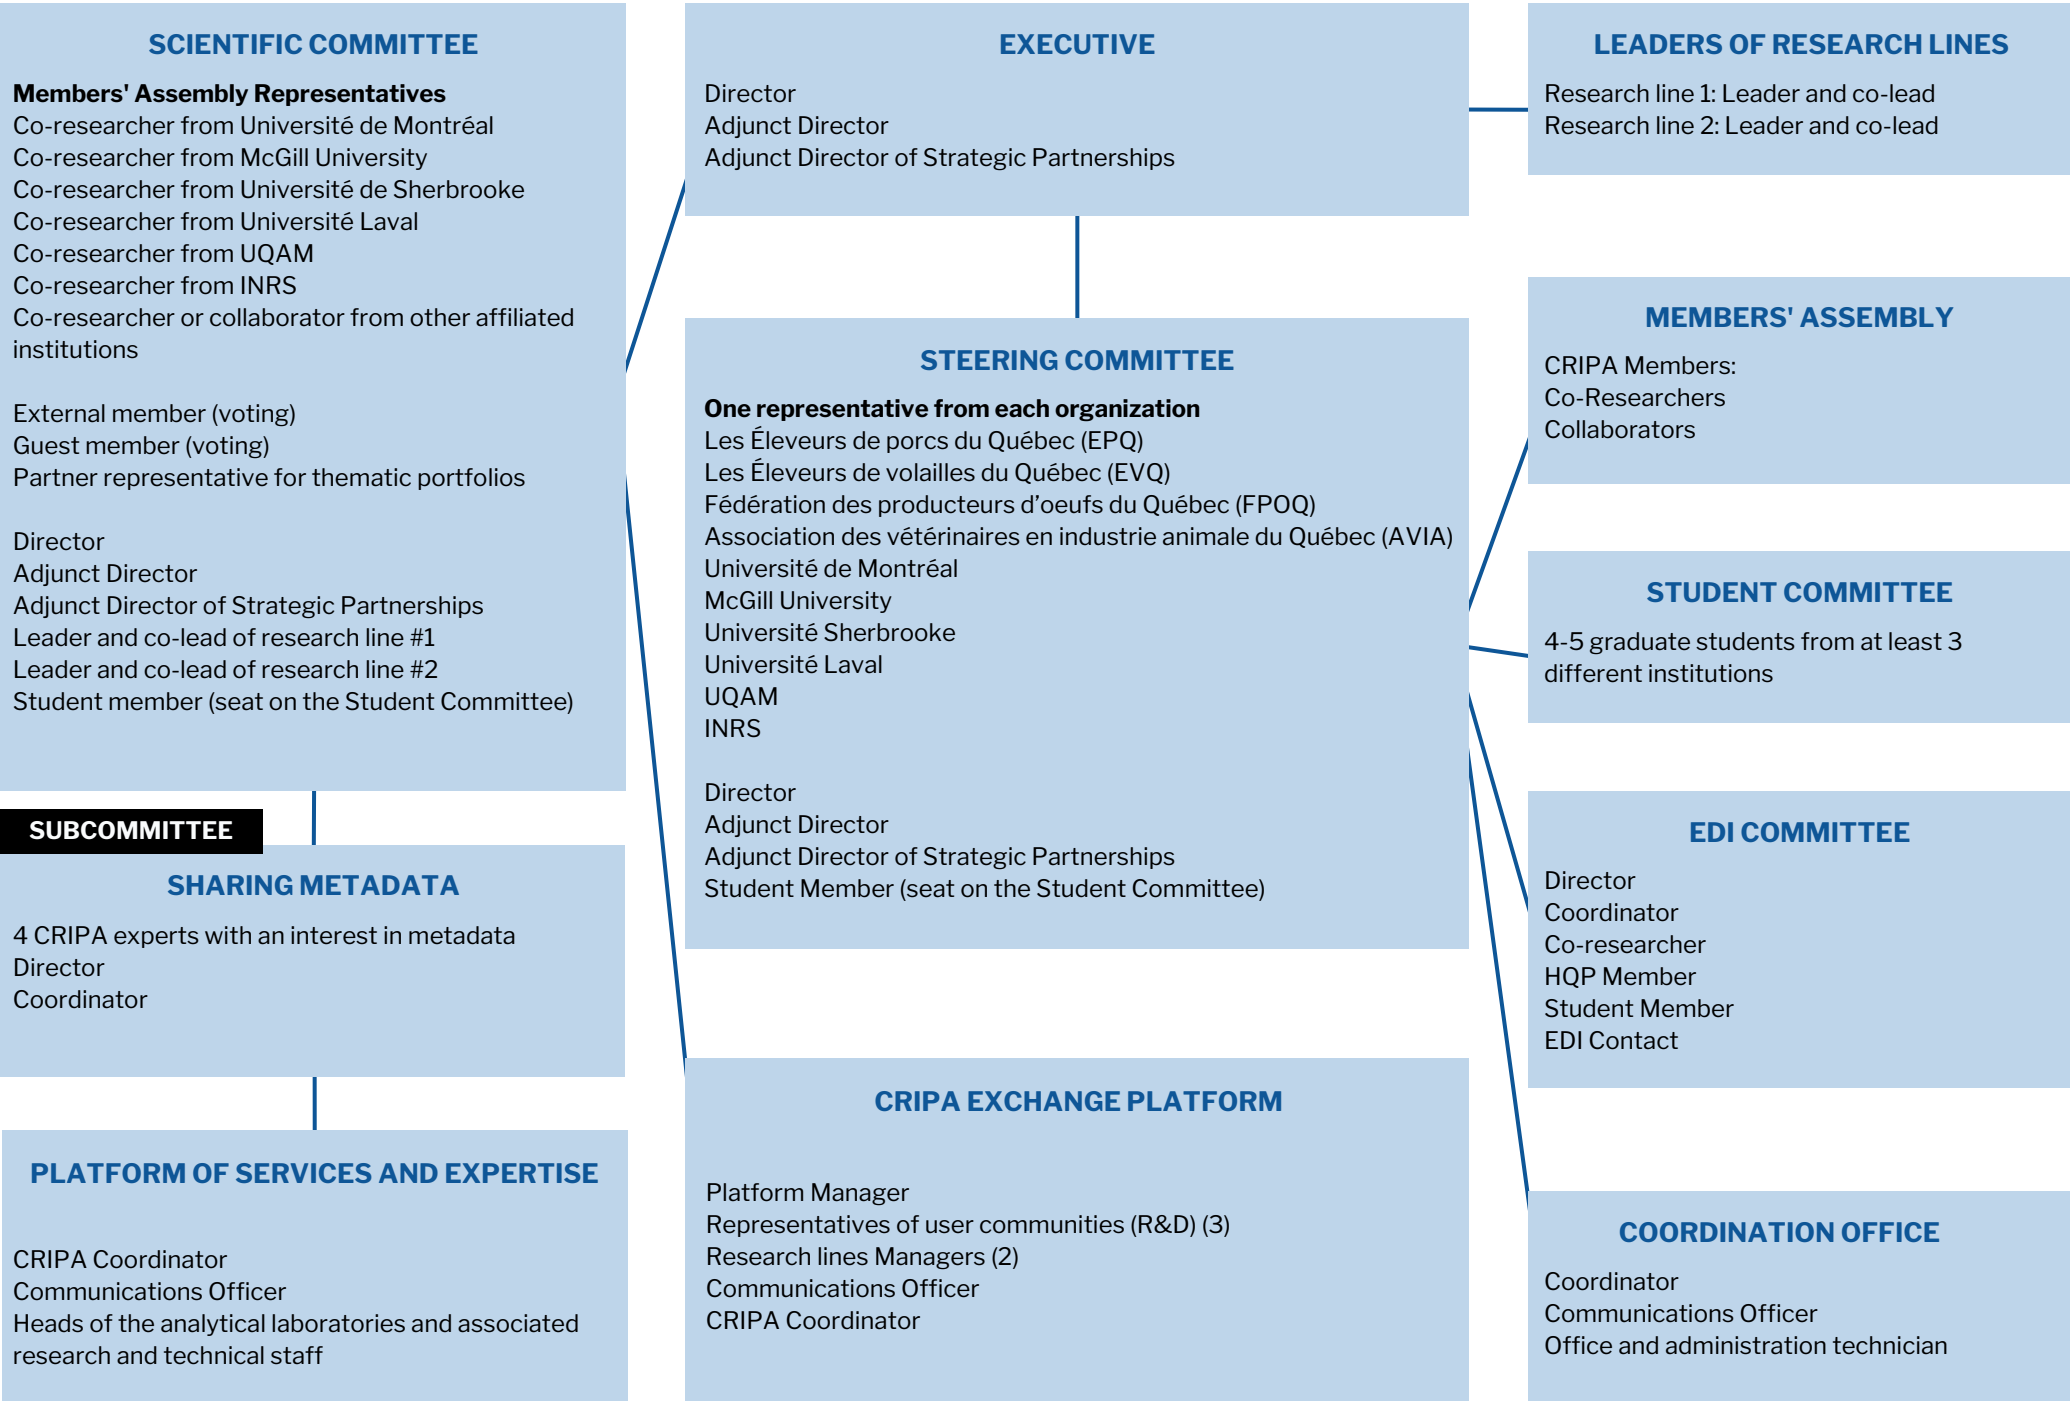 SCIENTIFIC COMMITTEE
Members' Assembly Representatives
Co-researcher from Université de Montréal
Co-researcher from McGill University
Co-researcher from Université de Sherbrooke
Co-researcher from Université Laval
Co-researcher from UQAM
Co-researcher from INRS
Co-researcher or collaborator from other affiliated
institutions
External member (voting)
Guest member (voting)
Partner representative for thematic portfolios
Director
Adjunct Director
Adjunct Director of Strategic Partnerships
Leader and co-lead of research line #1
Leader and co-lead of research line #2
Student member (seat on the Student Committee)
SUBCOMMITTEE
SHARING METADATA
4 CRIPA experts with an interest in metadata
Director
Coordinator
PLATFORM OF SERVICES AND EXPERTISE
CRIPA Coordinator
Communications Officer
Heads of the analytical laboratories and associated
research and technical staff
EXECUTIVE
Director
Adjunct Director
Adjunct Director of Strategic Partnerships
STEERING COMMITTEE
One representative from each organization
Les Éleveurs de porcs du Québec (EPQ)
Les Éleveurs de volailles du Québec (EVQ)
Fédération des producteurs d’oeufs du Québec (FPOQ)
Association des vétérinaires en industrie animale du Québec (AVIA)
Université de Montréal
McGill University
Université Sherbrooke
Université Laval
UQAM
INRS
Director
Adjunct Director
Adjunct Director of Strategic Partnerships
Student Member (seat on the Student Committee)
CRIPA EXCHANGE PLATFORM
Platform Manager
Representatives of user communities (R&D) (3)
Research lines Managers (2)
Communications Officer
CRIPA Coordinator
LEADERS OF RESEARCH LINES
Research line 1: Leader and co-lead
Research line 2: Leader and co-lead
MEMBERS' ASSEMBLY
CRIPA Members:
Co-Researchers
Collaborators
STUDENT COMMITTEE
4-5 graduate students from at least 3
different institutions
EDI COMMITTEE
Director
Coordinator
Co-researcher
HQP Member
Student Member
EDI Contact
COORDINATION OFFICE
Coordinator
Communications Officer
Office and administration technician